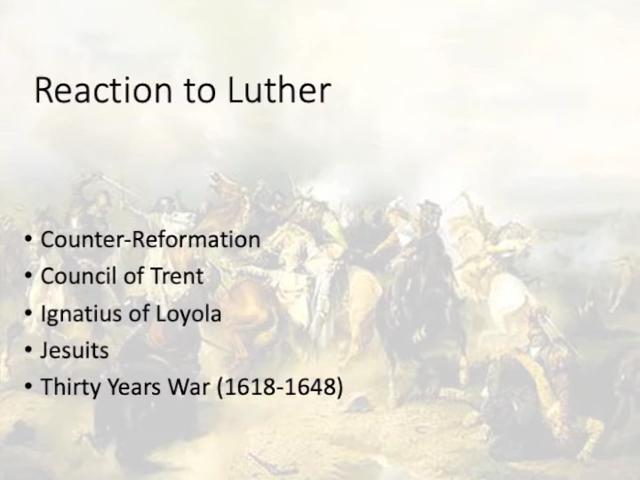 Reaction to Luther
• Counter-Reformation
• Council of Trent
• Ignatius of Loyola
• Jesuits
• Thirty Years War (1618-1648)